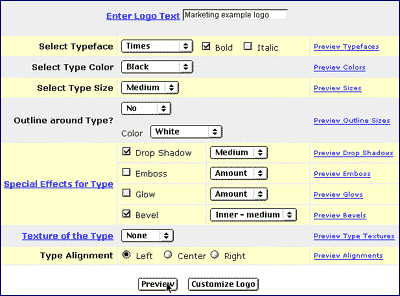 Enter Logo Text Marketing example logo
Select Typeface Times Bold Italic Preview Typefaces
Select Type Color Black Preview Colors
Select Type Size Medium Preview Sizes
Outline around Type? No Preview Outline Sizes
Color White
Special Effects for Type Drop Shadow Medium Preview Drop Shadows
Emboss Amount Preview Emboss
Glow Amount Preview Glows
Bevel Inner - medium Preview Bevels
Texture of the Type None Preview Type Textures
Type Alignment Left Center Right Preview Alignments
Preview Customize Logo